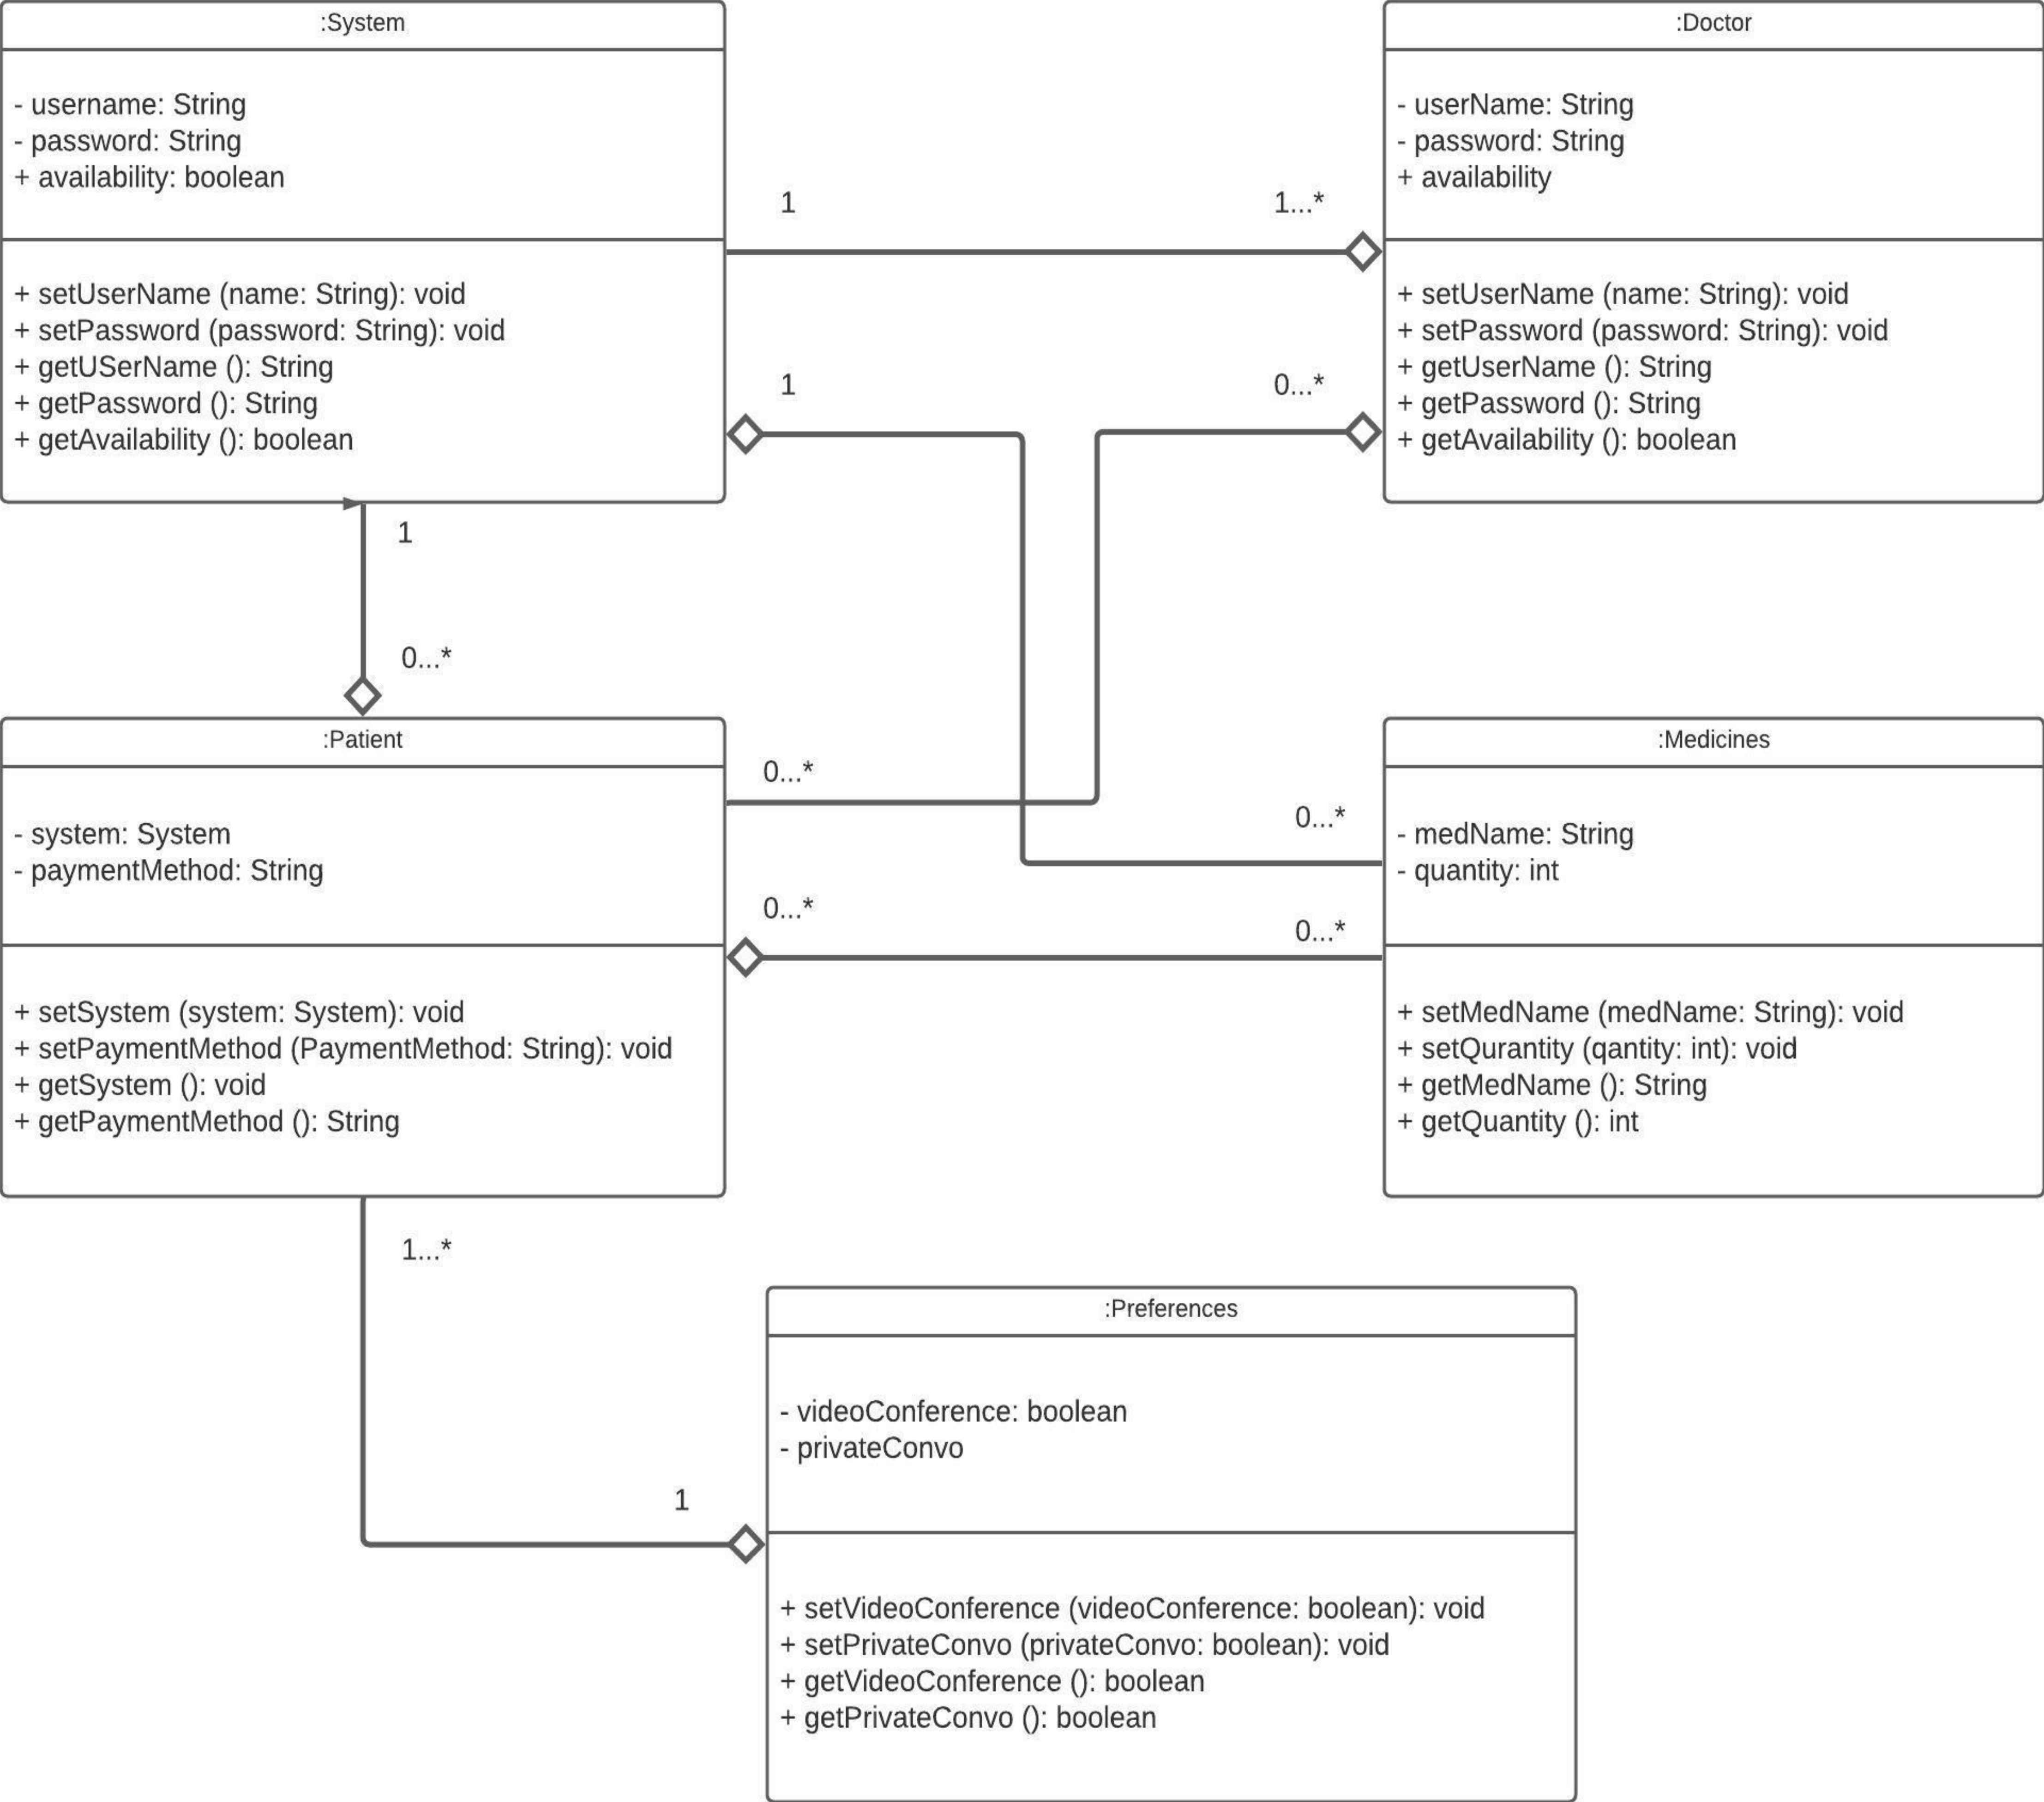 :System
- username: String
- password: String
+ availability: boolean
+ setUserName (name: String): void
+ setPassword (password: String): void
+ getUSerName (): String
+ getPassword (): String
+ getAvailability (): boolean
:Doctor
- userName: String
- password: String
+ availability
+ setUserName (name: String): void
+ setPassword (password: String): void
+ getUserName (): String
+ getPassword (): String
+ getAvailability (): boolean
1
1...*
1
0...*
1
0...*
:Patient
- system: System
- paymentMethod: String
+ setSystem (system: System): void
+ setPaymentMethod (PaymentMethod: String): void
+ getSystem (): void
+ getPaymentMethod (): String
0...*
0...*
0...*
0...*
:Medicines
- medName: String
- quantity: int
+ setMedName (medName: String): void
+ setQurantity (qantity: int): void
+ getMedName (): String
+ getQuantity (): int
1...*
1
:Preferences
- videoConference: boolean
- privateConvo
+ setVideoConference (videoConference: boolean): void
+ setPrivateConvo (privateConvo: boolean): void
+ getVideoConference (): boolean
+ getPrivateConvo (): boolean